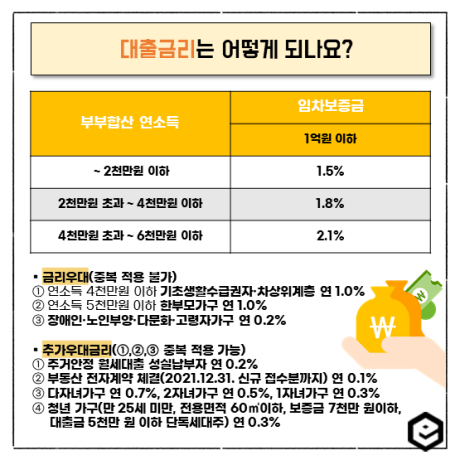 대출금리는 어떻게 되나요?
부부합산 연소득
임차보증금
1억원 이하
~ 2천만원 이하 1.5%
2천만원 초과 ~ 4천만원 이하 1.8%
4천만원 초과 ~ 6천만원 이하 2.1%
▪ 금리우대(중복 적용 불가)
① 연소득 4천만원 이하 기초생활수급권자·차상위계층 연 1.0%
② 연소득 5천만원 이하 한부모가구 연 1.0%
③ 장애인·노인부양·다문화·고령자가구 연 0.2%
▪ 추가우대금리(①,②,③ 중복 적용 가능)
① 주거안정 월세대출 성실납부자 연 0.2%
② 부동산 전자계약 체결(2021.12.31. 신규 접수분까지) 연 0.1%
③ 다자녀가구 연 0.7%, 2자녀가구 연 0.5%, 1자녀가구 연 0.3%
④ 청년 가구(만 25세 미만, 전용면적 60㎡이하, 보증금 7천만 원이하,
대출금 5천만 원 이하 단독세대주) 연 0.3%
₩